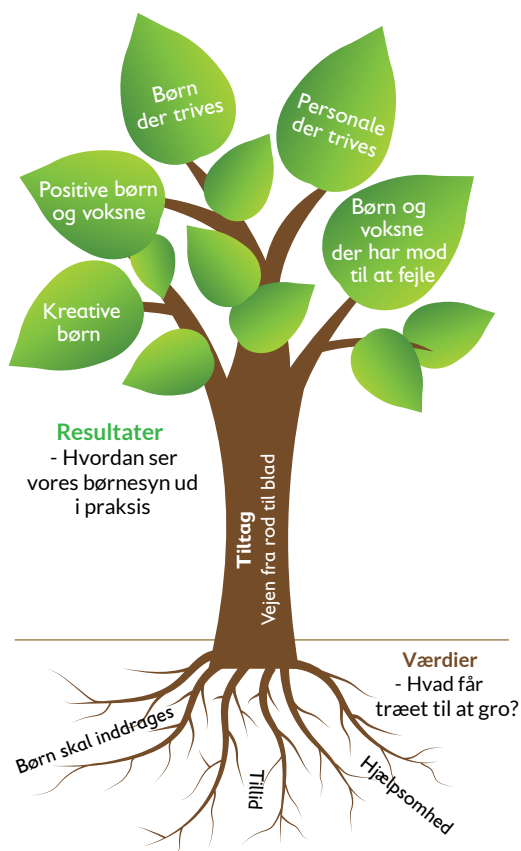 Børn
der trives
Personale
der trives
Positive børn
og voksne
Børn og
voksne
der har mod
til at fejle
Kreative
børn
Resultater
- Hvordan ser
vores børnesyn ud
i praksis
Tiltag
Vejen fra rod til blad
Værdier
- Hvad får
træet til at gro?
Børn skal inddrages
Tillid
Hjælpsomhed